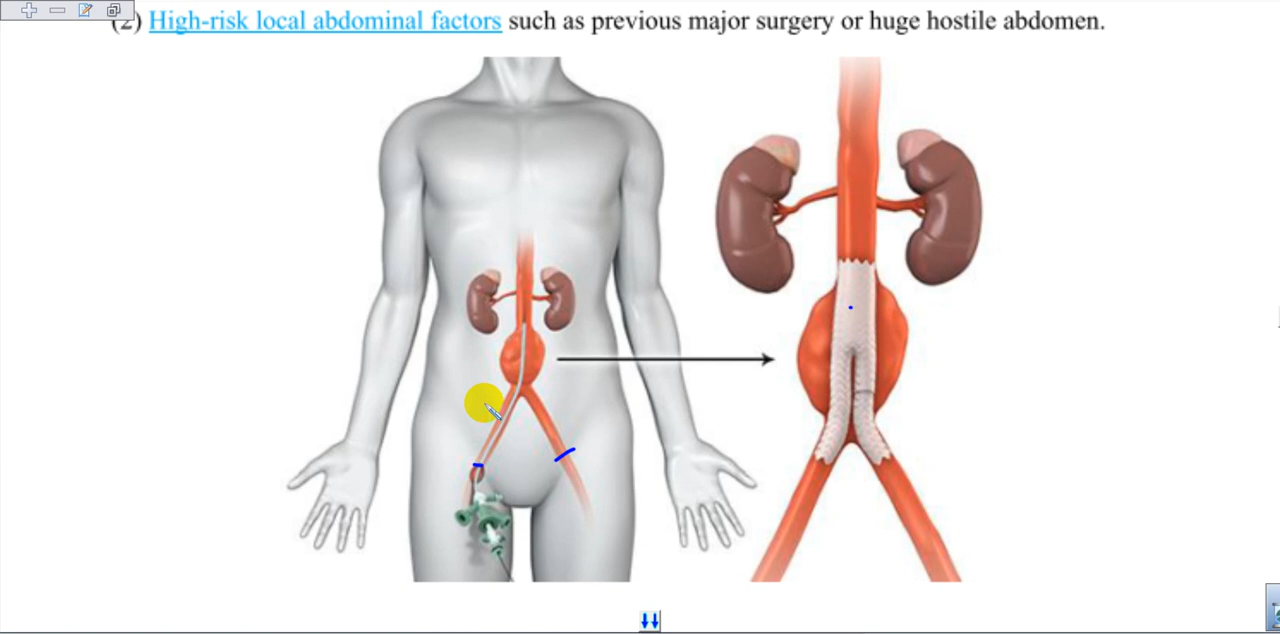 (2) High-risk local abdominal factors such as previous major surgery or huge hostile abdomen.